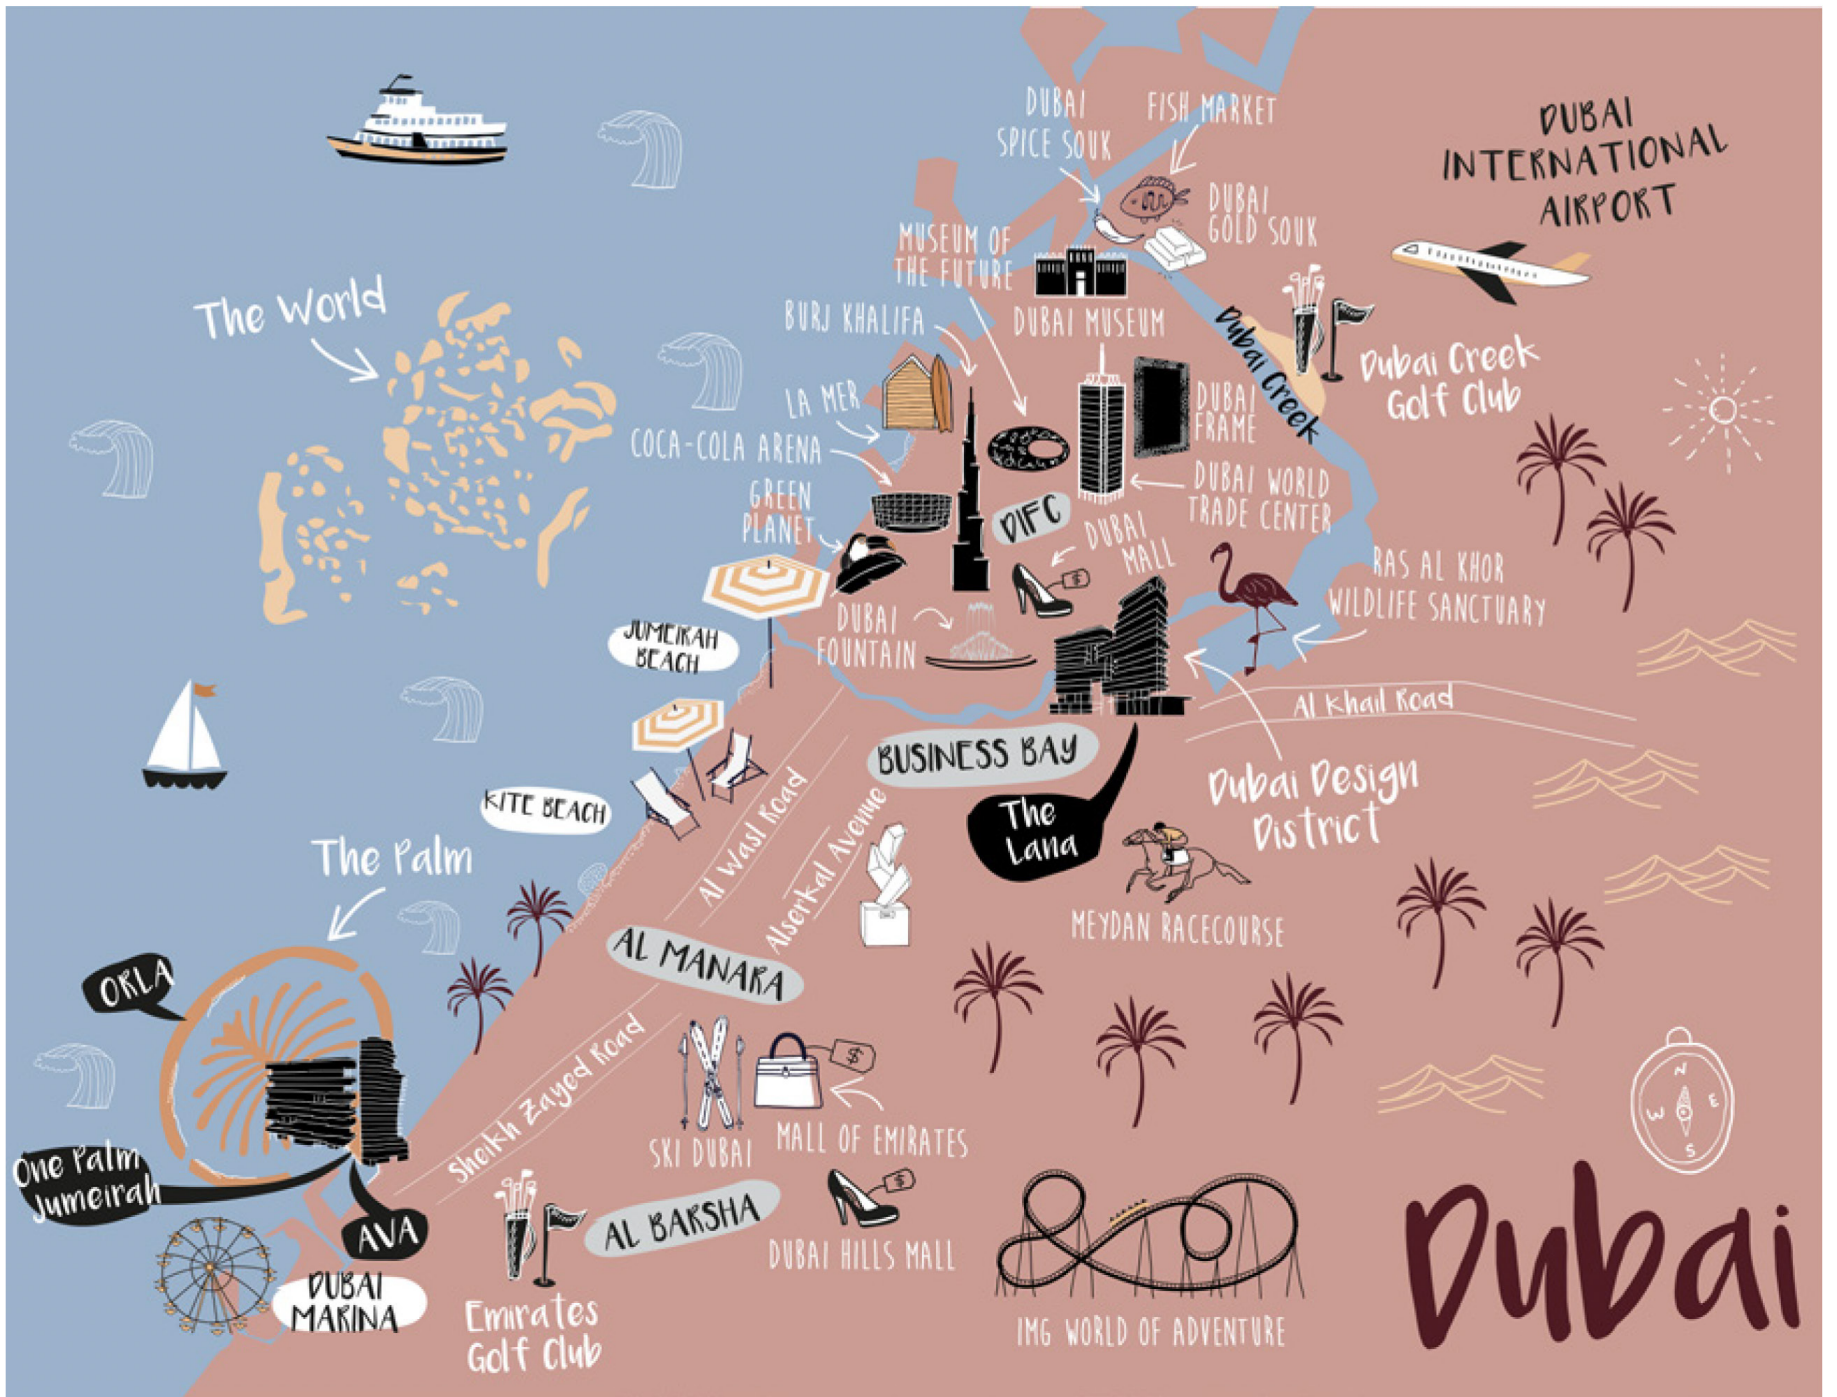 DUBAI
SPICE SOUK
FISH MARKET
DUBAI
INTERNATIONAL
AIRPORT
DUBAI
GOLD SOUK
MUSEUM OF
THE FUTURE
The World
BURJ KHALIFA
DUBAI MUSEUM
Dubai Creek
Dubai Creek
Golf Club
LA MER
DUBAI
FRAME
COCA-COLA ARENA
DUBAI WORLD
TRADE CENTER
GREEN
PLANET
DIFC
DUBAI
MALL
RAS AL KHOR
WILDLIFE SANCTUARY
$
DUBAI
FOUNTAIN
JUMEIRAH
BEACH
Al Khail Road
BUSINESS BAY
KITE BEACH
Al Wasl Road
Alserkal Avenue
The
Lana
Dubai Design
District
The Palm
MEYDAN RACECOURSE
AL MANARA
ORLA
Sheikh Zayed Road
$
SKI DUBAI
MALL OF EMIRATES
N
W
E
S
One Palm
Jumeirah
AVA
AL BARSHA
$
DUBAI HILLS MALL
DUBAI
MARINA
Emirates
Golf Club
IMG WORLD OF ADVENTURE
Dubai